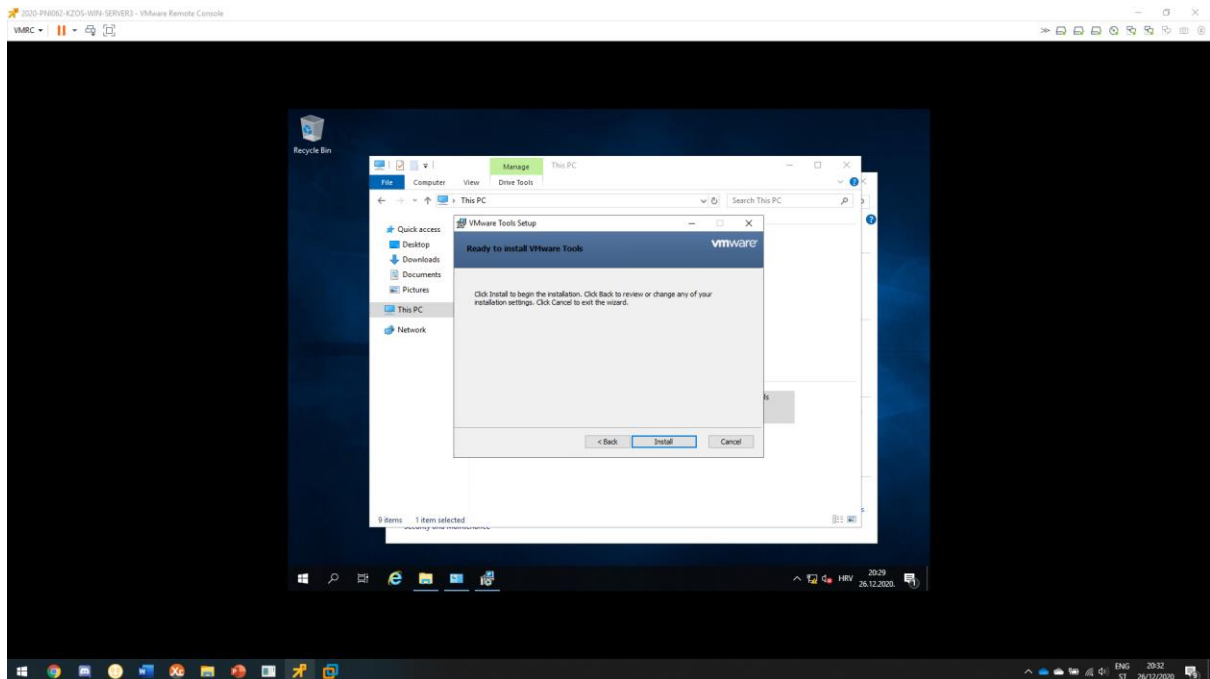 2020-PNI062-KZOS-WIN-SERVER3 - VMware Remote Console
VMRC
Recycle Bin
Manage This PC
File Computer View Drive Tools
This PC
Search This PC
Quick access
Desktop
Downloads
Documents
Pictures
This PC
Network
VMware Tools Setup
Ready to install VMware Tools
vmware
Click Install to begin the installation. Click Back to review or change any of your
installation settings. Click Cancel to exit the wizard.
< Back Install Cancel
ls
9 items 1 item selected
s.
HRV
20:29
26.12.2020.
ENG
ST
20:32
26/12/2020